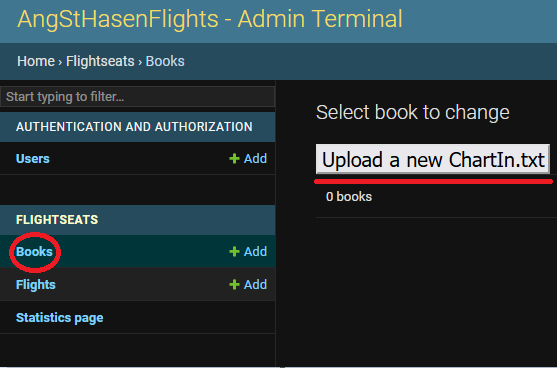 AngStHasenFlights - Admin Terminal
Home › Flightseats › Books
Start typing to filter…
AUTHENTICATION AND AUTHORIZATION
Users + Add
FLIGHTSEATS
Books + Add
Flights + Add
Statistics page
Select book to change
Upload a new ChartIn.txt
0 books